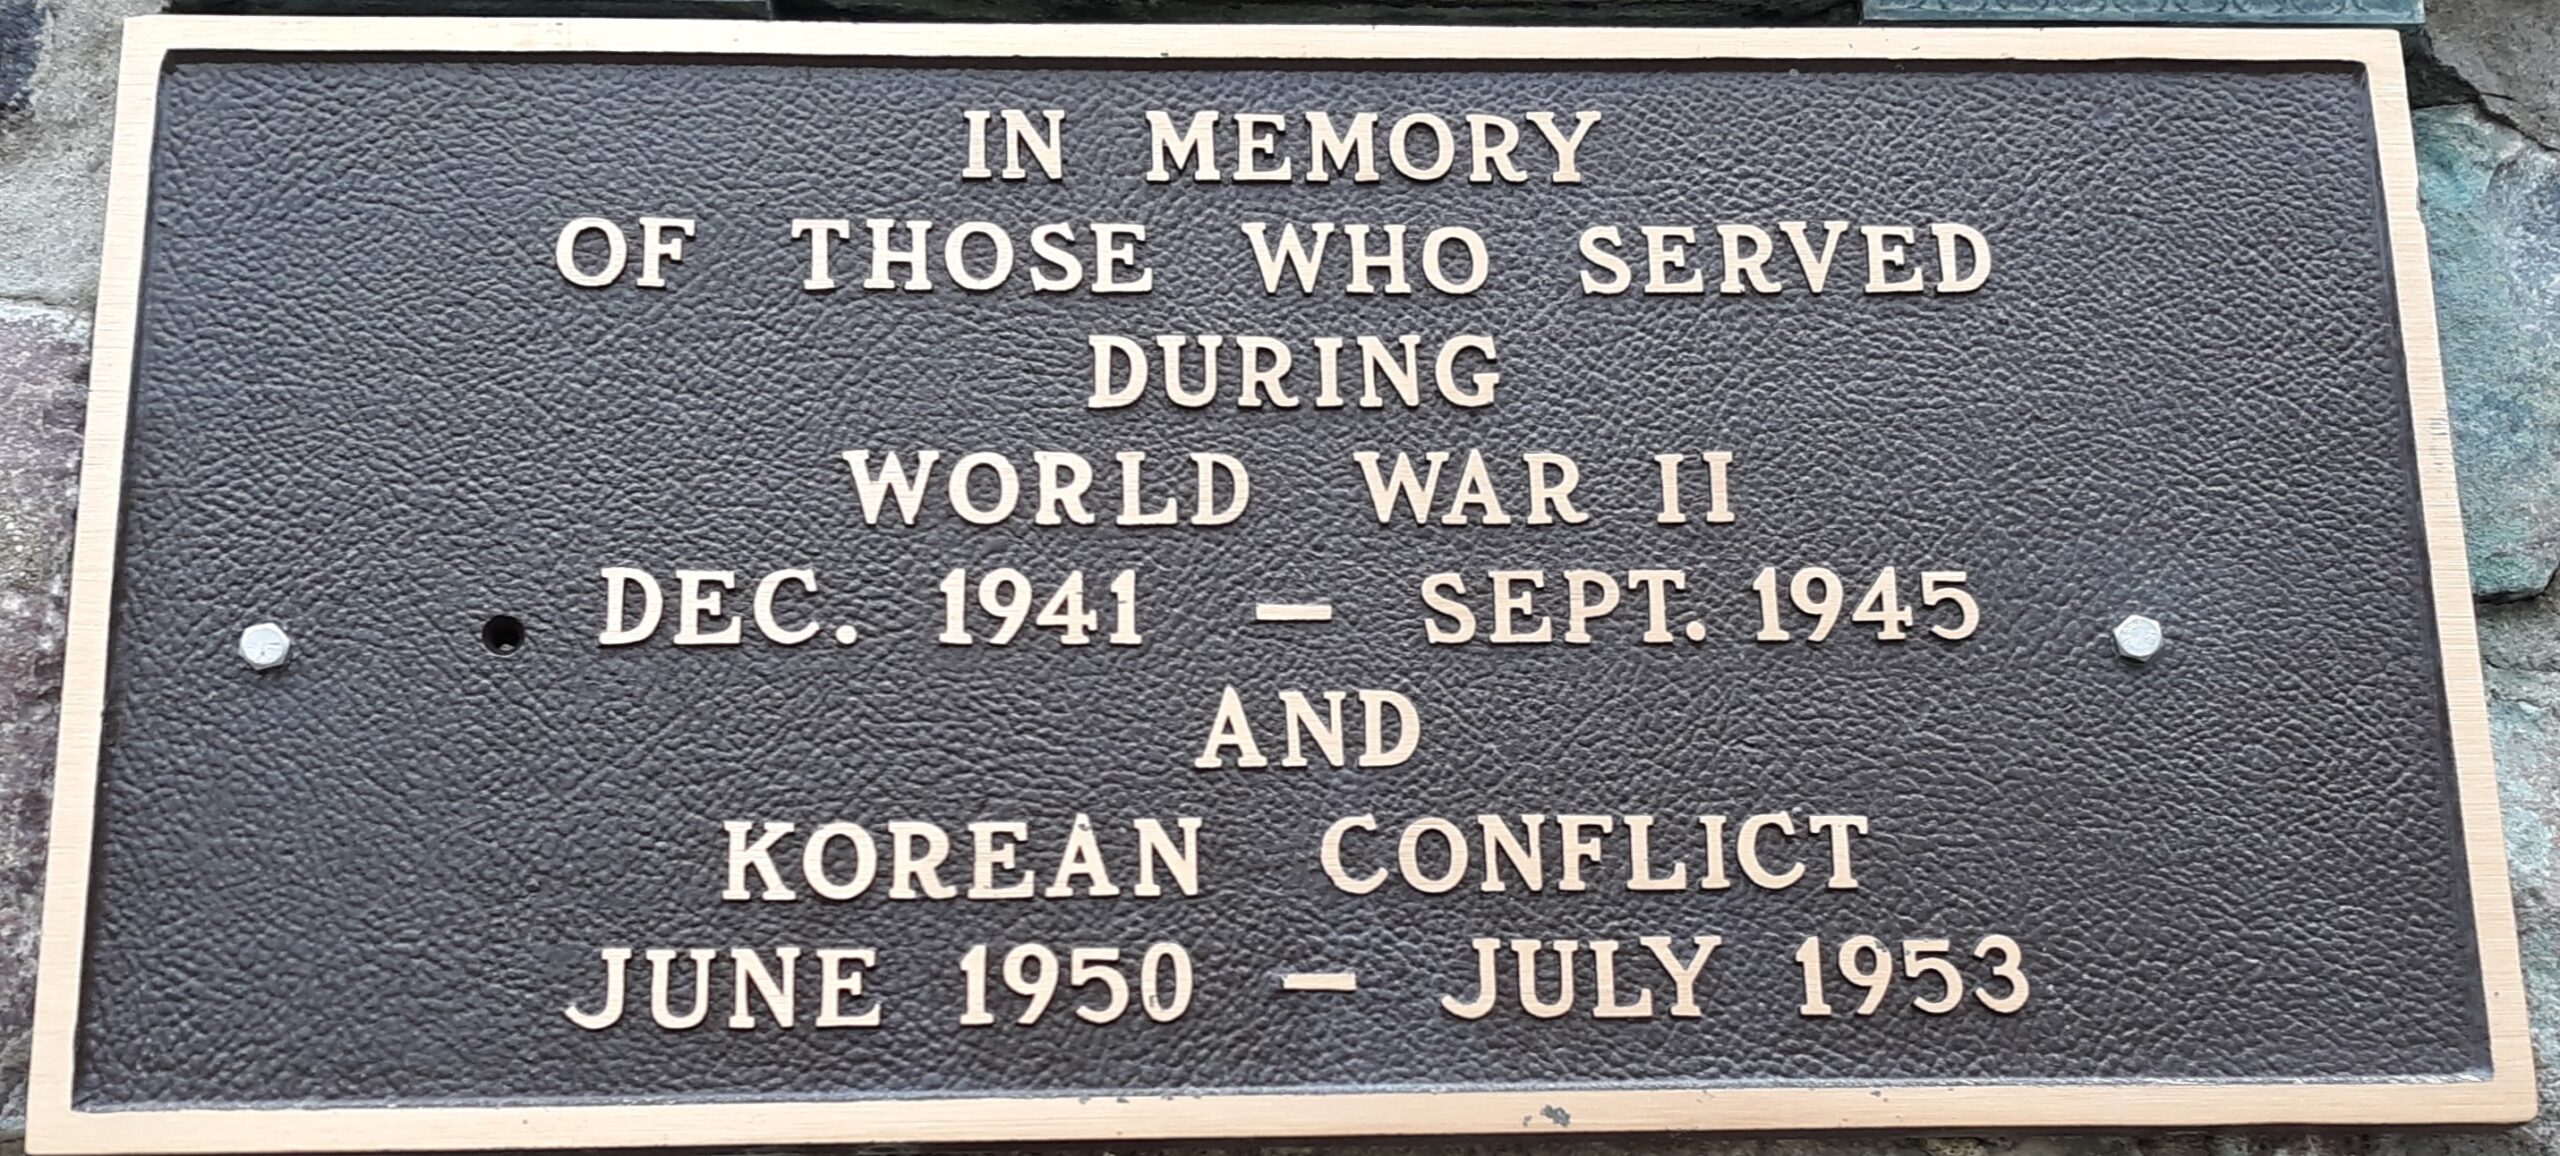 IN MEMORY
OF THOSE WHO SERVED
DURING
WORLD WAR II
DEC. 1941 — SEPT. 1945
AND
KOREAN CONFLICT
JUNE 1950 — JULY 1953